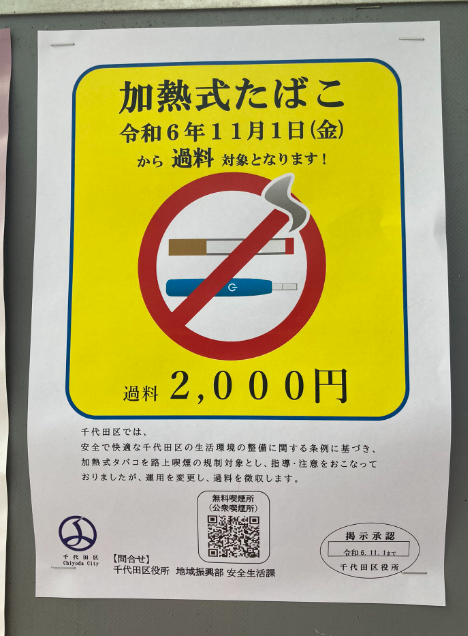 加熱式たばこ
令和6年11月1日(金)
から 過料 対象となります!
過料 2,000円
千代田区では、
安全で快適な千代田区の生活環境の整備に関する条例に基づき、
加熱式タバコを路上喫煙の規制対象とし、指導・注意をおこなって
おりましたが、運用を変更し、過料を徴収します。
無料喫煙所
(公衆喫煙所)
千代田区
Chiyoda City
【問合せ】
千代田区役所 地域振興部 安全生活課
掲示承認
令和6.11.1まで
千代田区役所